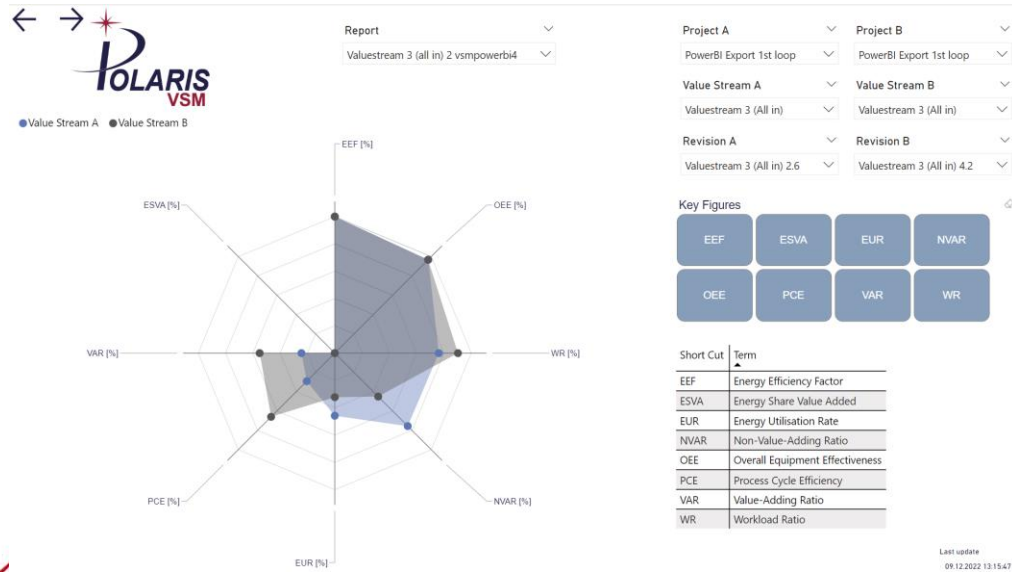 POLARIS
VSM
Report
Valuestream 3 (all in) 2 vsmpowerbi4
Project A
PowerBI Export 1st loop
Project B
PowerBI Export 1st loop
Value Stream A
Valuestream 3 (All in)
Value Stream B
Valuestream 3 (All in)
Revision A
Valuestream 3 (All in) 2.6
Revision B
Valuestream 3 (All in) 4.2
Value Stream A Value Stream B
EEF [%]
ESVA [%]
OEE [%]
VAR [%]
WR [%]
PCE [%]
NVAR [%]
EUR [%]
Key Figures
EEF ESVA EUR NVAR
OEE PCE VAR WR
Short Cut Term
EEF Energy Efficiency Factor
ESVA Energy Share Value Added
EUR Energy Utilisation Rate
NVAR Non-Value-Adding Ratio
OEE Overall Equipment Effectiveness
PCE Process Cycle Efficiency
VAR Value-Adding Ratio
WR Workload Ratio
Last update
09.12.2022 13:15:47